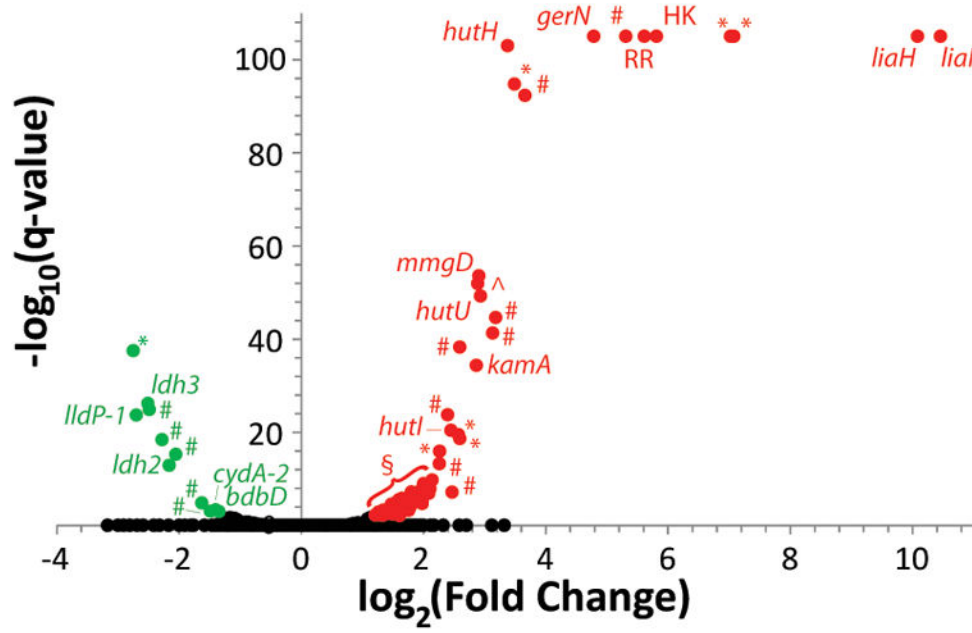 gerN # HK * *
hutH
100
RR liaH liaI
* #
80
-log10(q-value)
60
mmgD
^
hutU #
40 # #
* kamA
ldh3
lldP-1 # #
hutI *
# 20 * *
ldh2 # § #
cydA-2 #
# bdbD
#
-4 -2 0 2 4 6 8 10
log2(Fold Change)